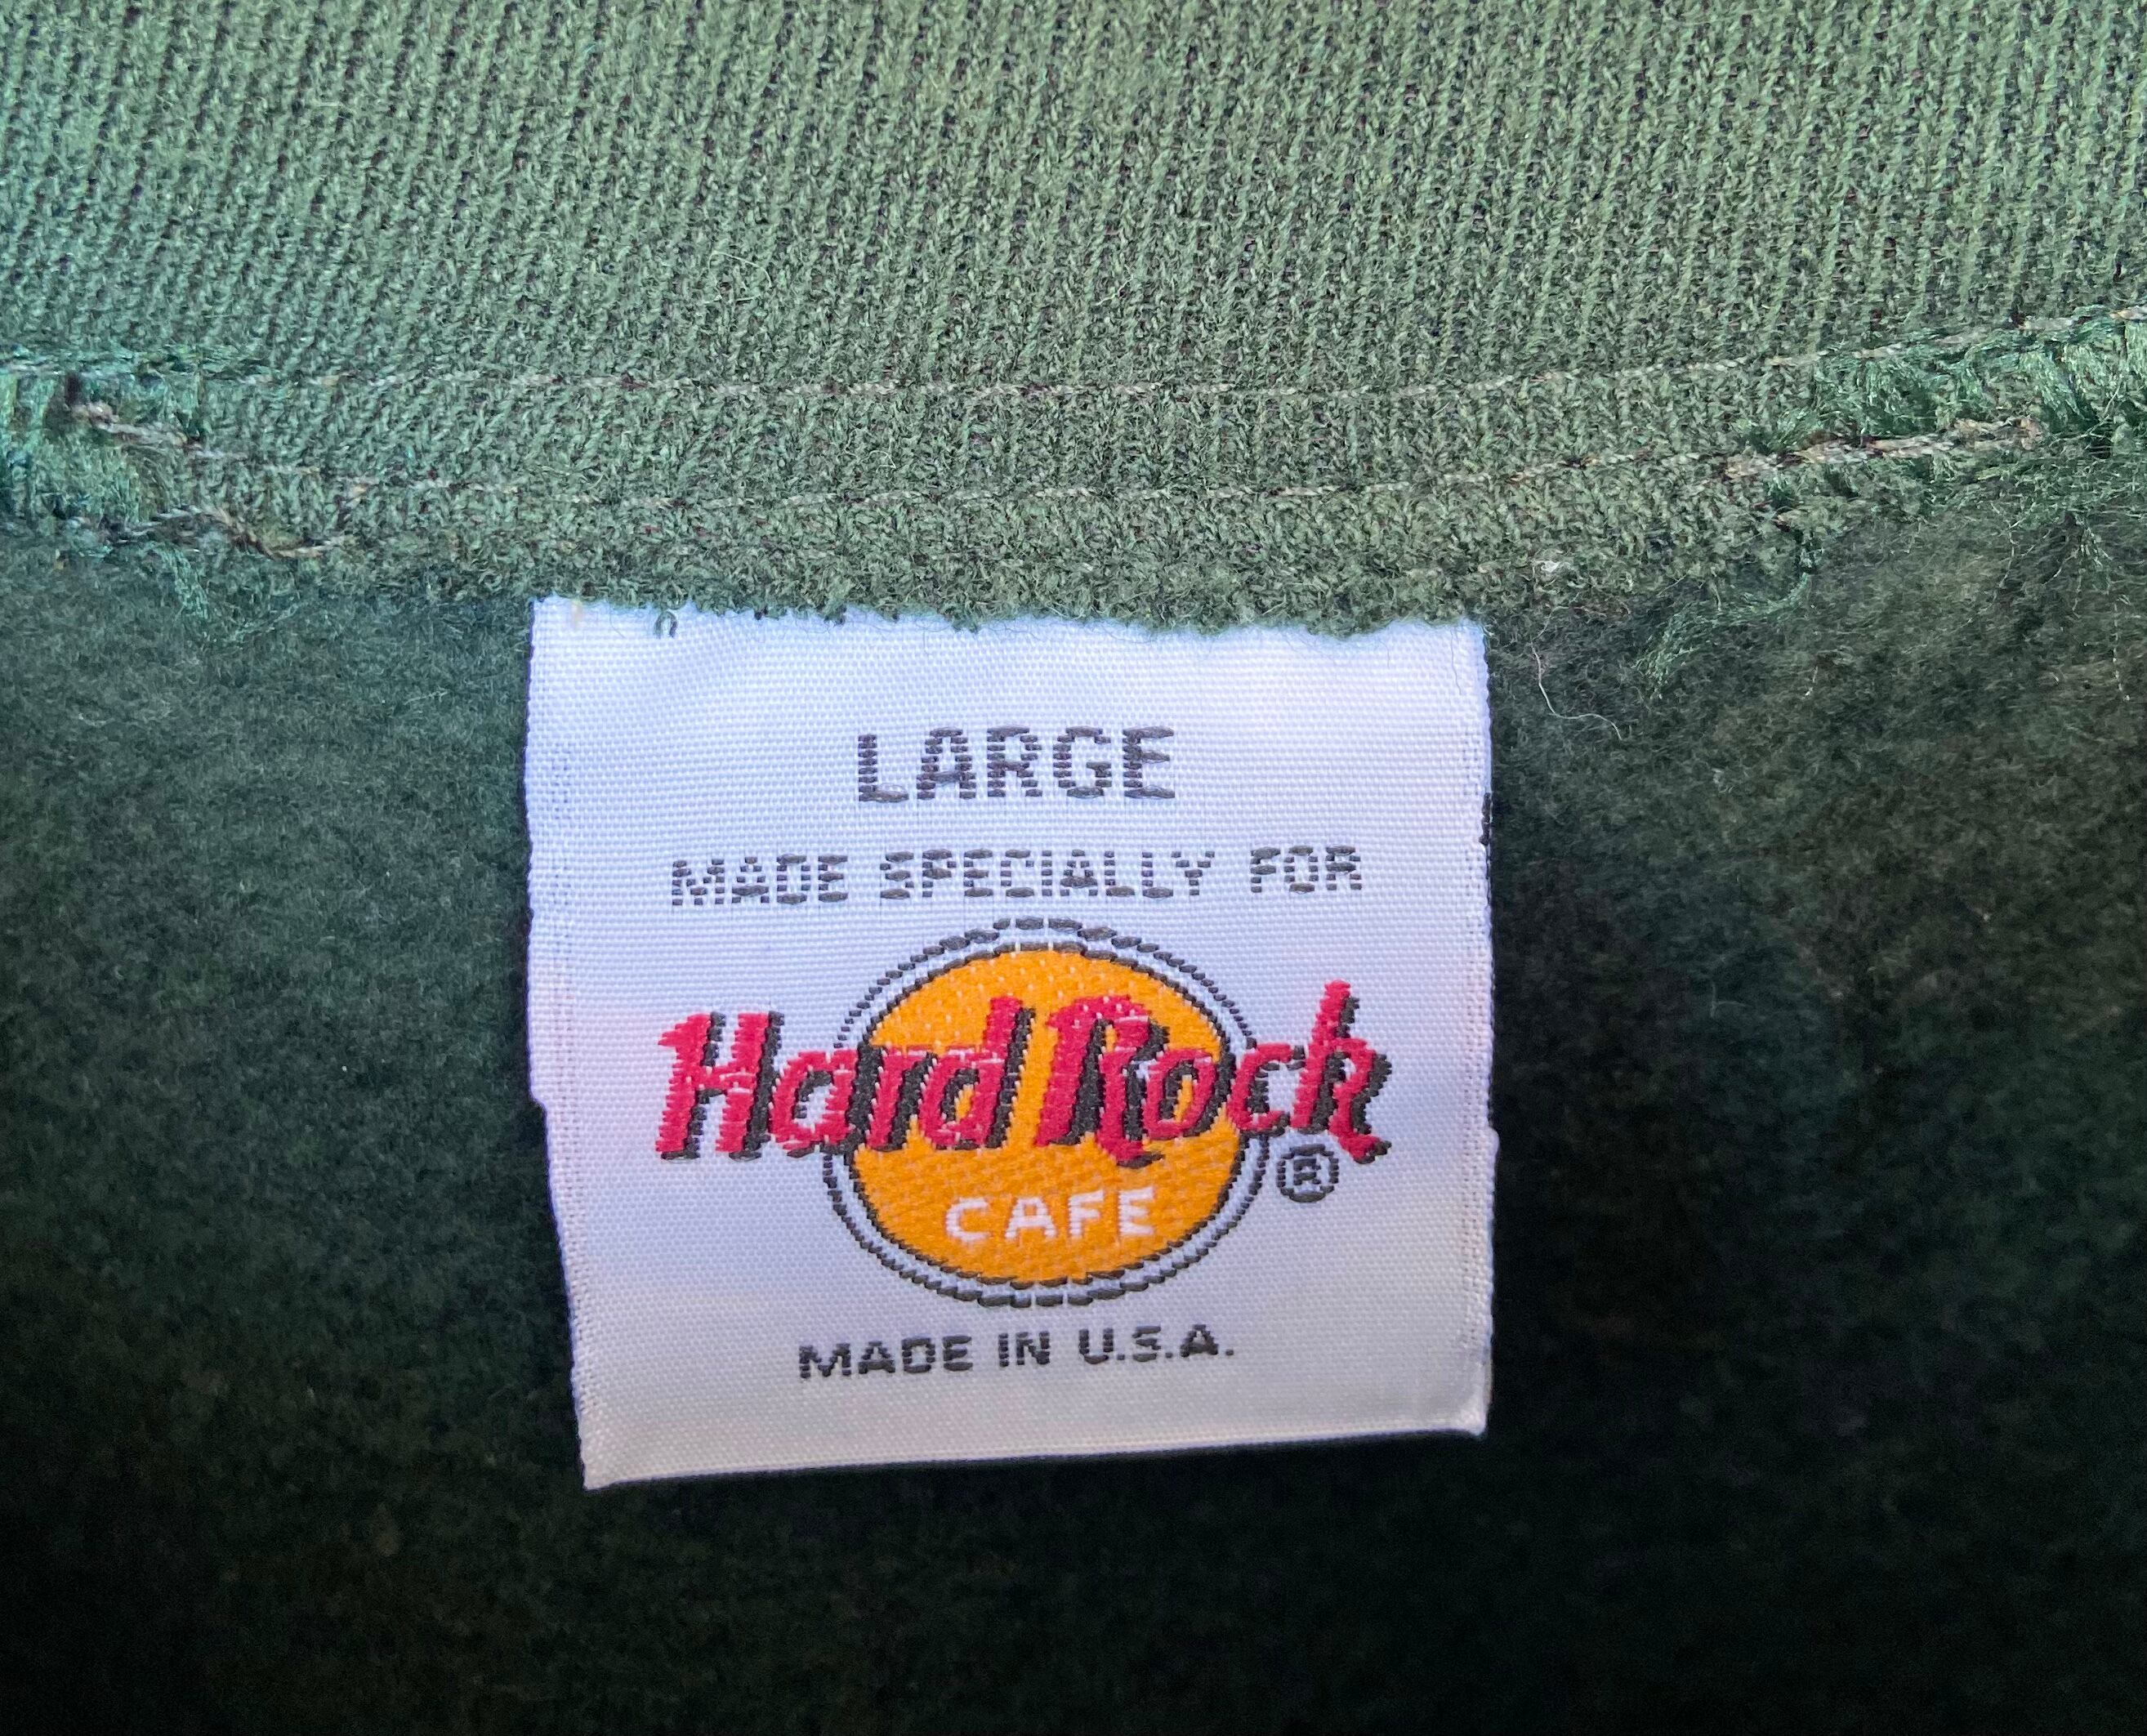 LARGE
MADE SPECIALLY FOR
Hard Rock
®
CAFE
MADE IN U.S.A.